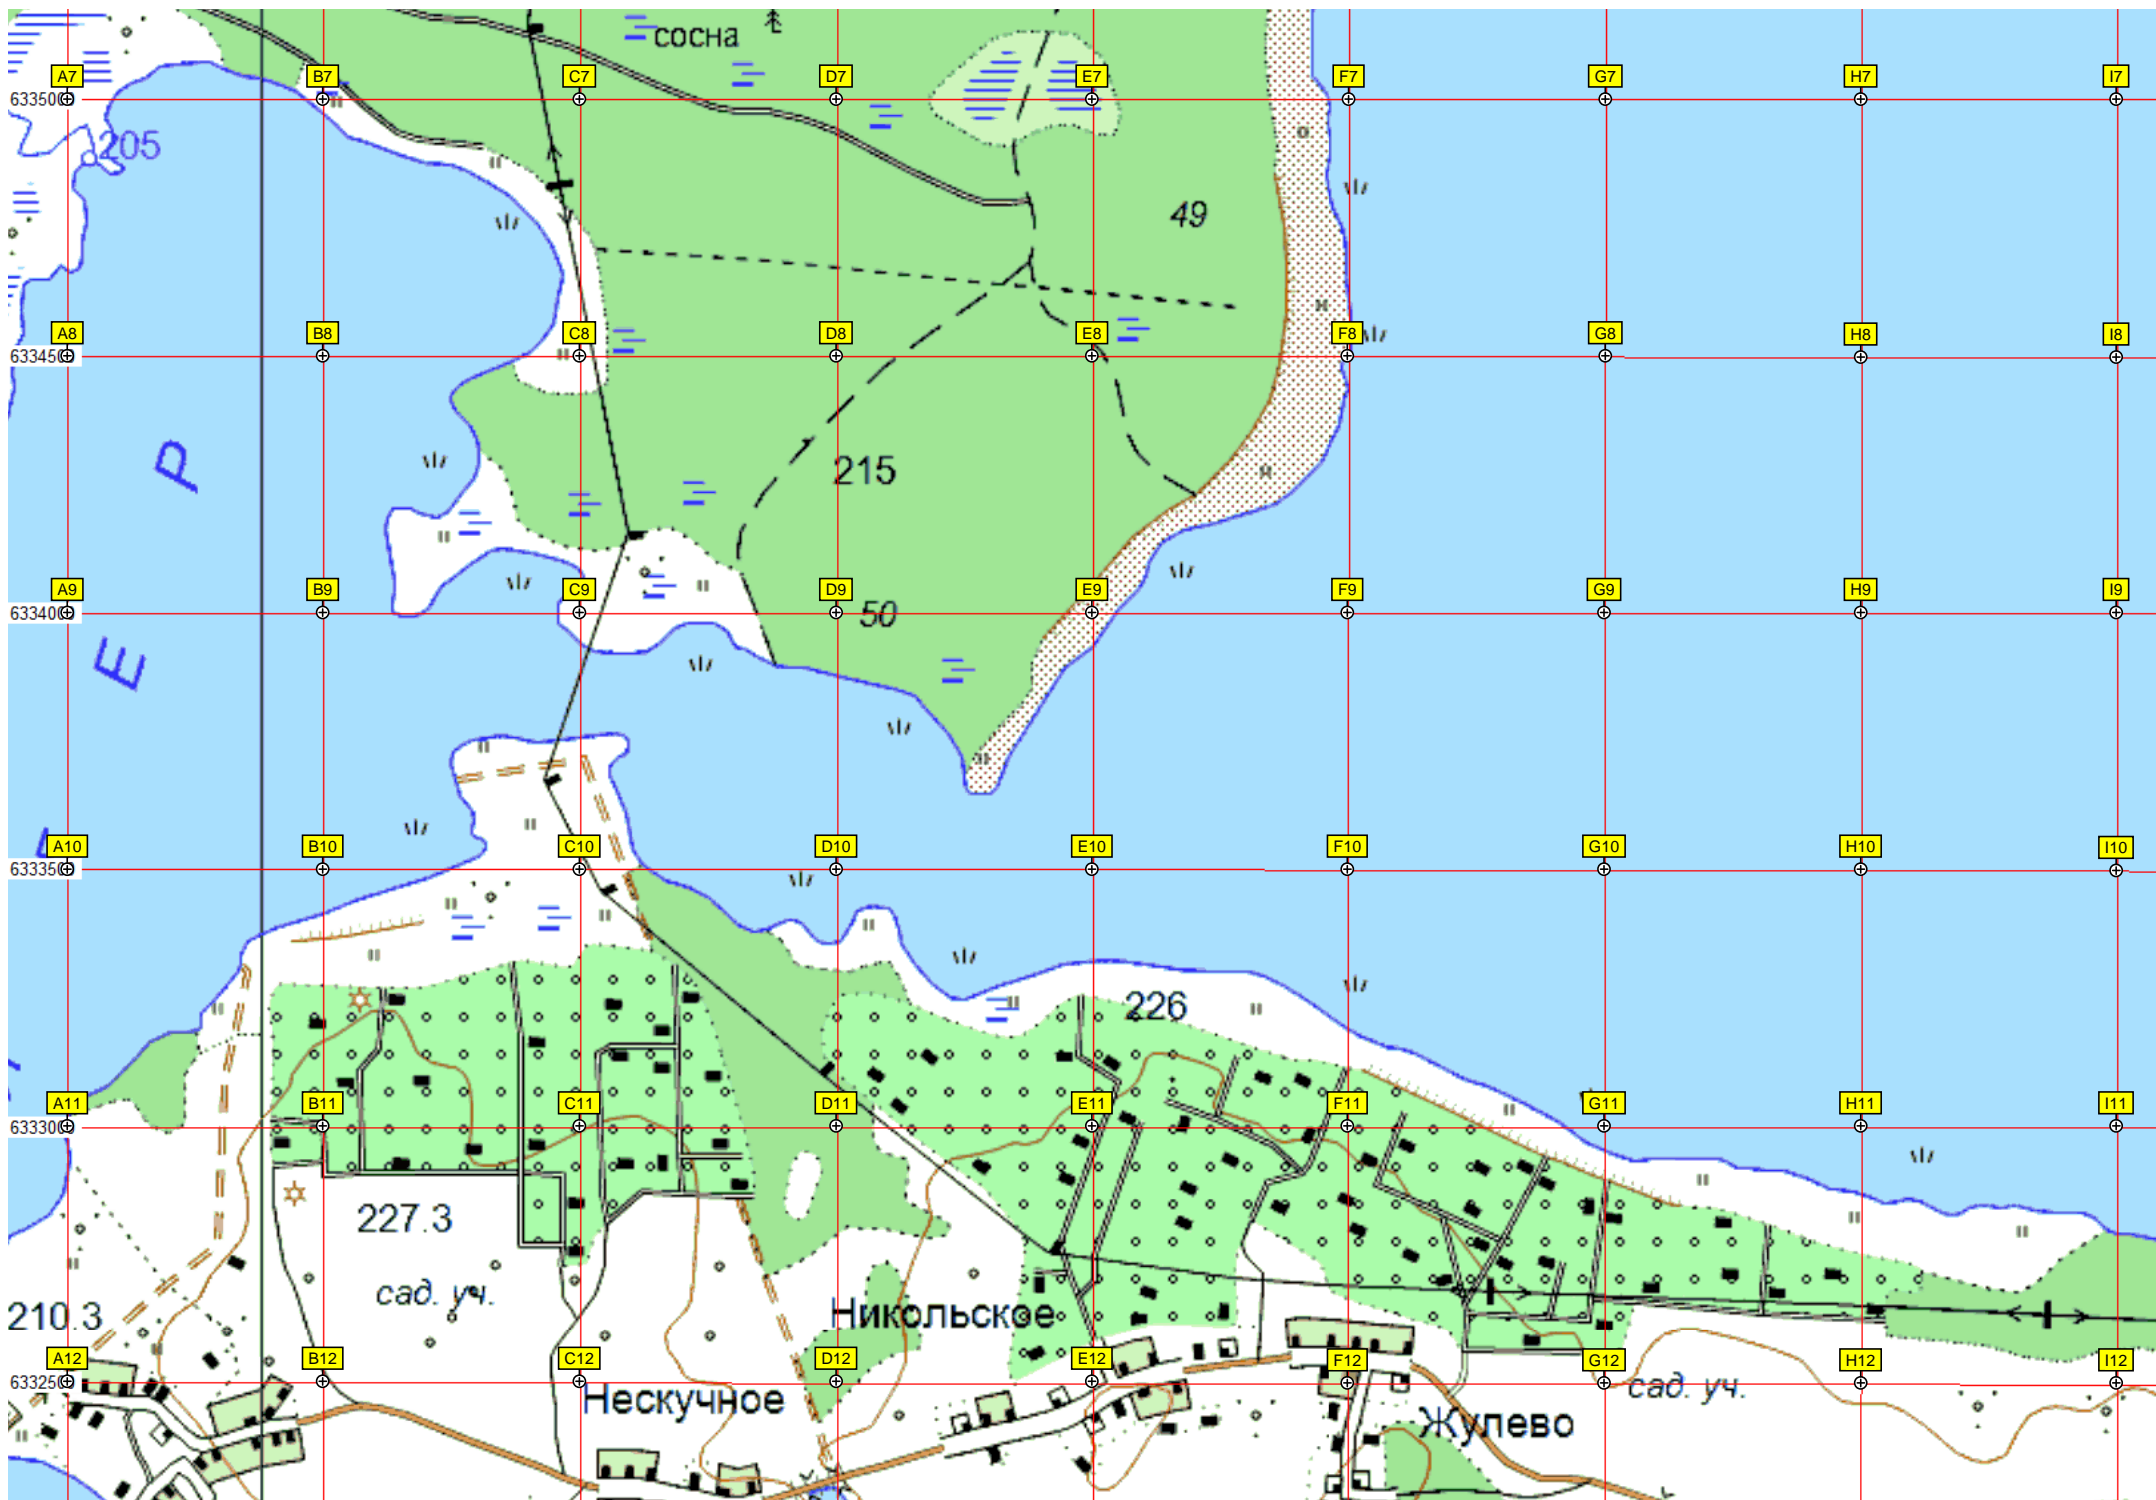 сосна
A7 B7 C7 D7 E7 F7 G7 H7 I7
6335000
205
49
A8 B8 C8 D8 E8 F8 G8 H8 I8
6334500
Р
215
A9 B9 C9 D9 E9 F9 G9 H9 I9
6334000
50
Е
A10 B10 C10 D10 E10 F10 G10 H10 I10
6333500
226
A11 B11 C11 D11 E11 F11 G11 H11 I11
6333000
227.3
сад. уч.
210.3
Никольское
A12 B12 C12 D12 E12 F12 G12 H12 I12
6332500
Нескучное
сад. уч.
Жулево